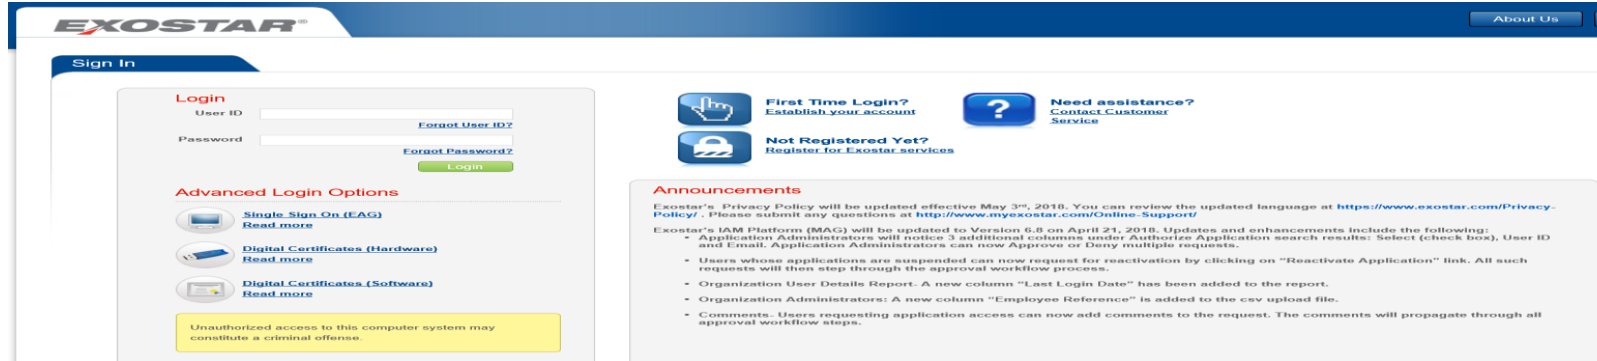 EXOSTAR®
About Us
Sign In
Login
User ID
Forgot User ID?
Password
Forgot Password?
Login
Advanced Login Options
Single Sign On (EAG)
Read more
Digital Certificates (Hardware)
Read more
Digital Certificates (Software)
Read more
Unauthorized access to this computer system may
constitute a criminal offense.
First Time Login?
Establish your account
Need assistance?
Contact Customer
Service
Not Registered Yet?
Register for Exostar services
Announcements
Exostar's Privacy Policy will be updated effective May 3rd, 2018. You can review the updated language at https://www.exostar.com/Privacy-
Policy/ . Please submit any questions at http://www.myexostar.com/Online-Support/
Exostar's IAM Platform (MAG) will be updated to Version 6.8 on April 21, 2018. Updates and enhancements include the following:
• Application Administrators will notice 3 additional columns under Authorize Application search results: Select (check box), User ID
and Email. Application Administrators can now Approve or Deny multiple requests.
• Users whose applications are suspended can now request for reactivation by clicking on "Reactivate Application" link. All such
requests will then step through the approval workflow process.
• Organization User Details Report- A new column "Last Login Date" has been added to the report.
• Organization Administrators: A new column "Employee Reference" is added to the csv upload file.
• Comments- Users requesting application access can now add comments to the request. The comments will propagate through all
approval workflow steps.